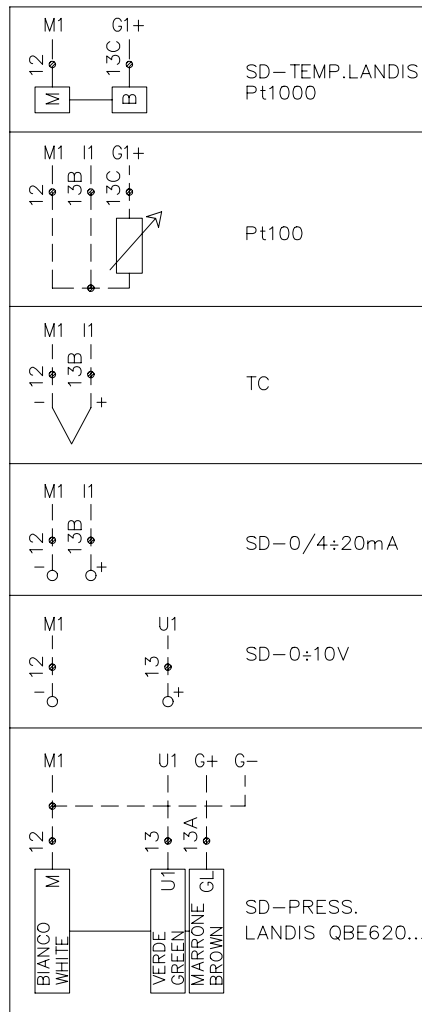 M1 G1+
12 13C
M B
SD-TEMP.LANDIS
Pt1000
M1 I1 G1+
12 13B 13C
Pt100
M1 I1
12 13B
- +
TC
M1 I1
12 13B
- +
SD-0/4÷20mA
M1 U1
12 13
- +
SD-0÷10V
M1 U1 G+ G-
12 13 13A
M U1 GL
BIANCO
WHITE
VERDE
GREEN
MARRONE
BROWN
SD-PRESS.
LANDIS QBE620...